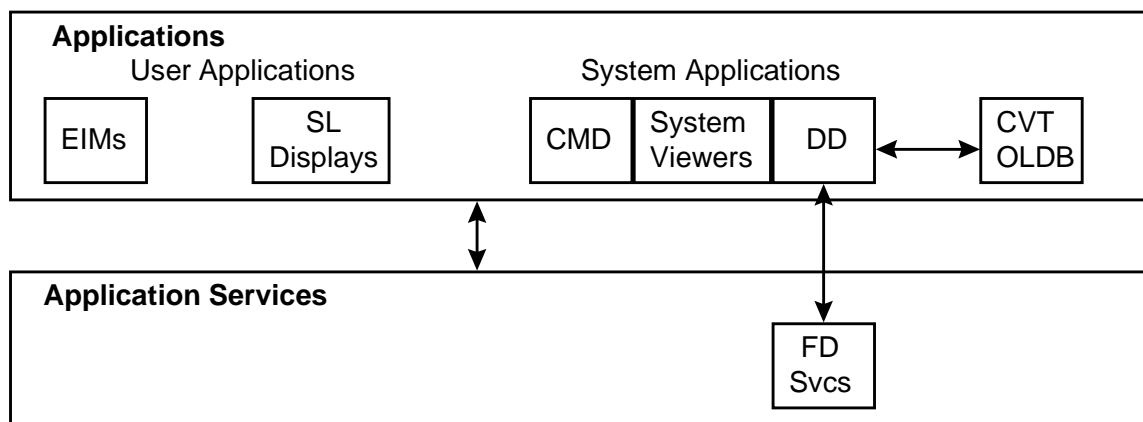 Applications
User Applications
System Applications
EIMs
SL
Displays
CMD
System
Viewers
DD
CVT
OLDB
Application Services
FD
Svcs